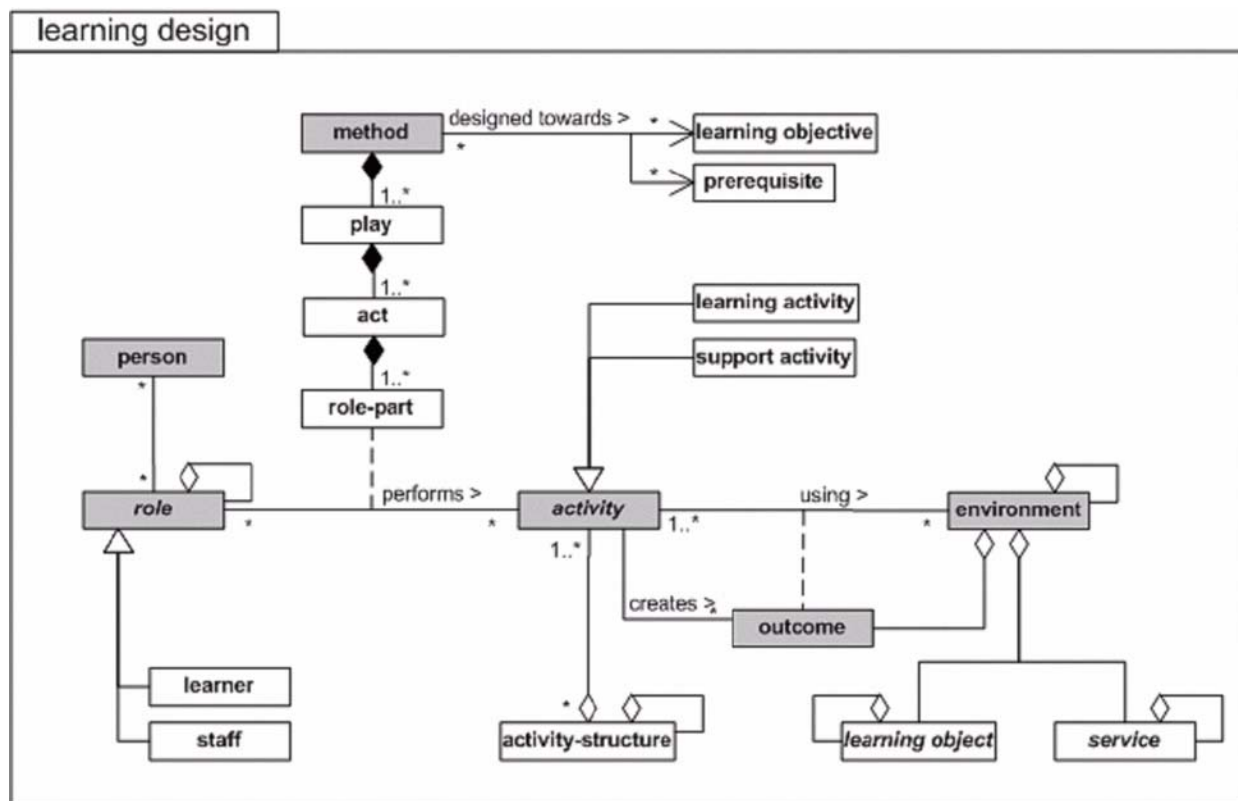 learning design
method
designed towards >
*
*
learning objective
*
prerequisite
1..*
play
1..*
act
1..*
role-part
learning activity
support activity
person
*
*
role
*
performs >
*
activity
1..*
using >
*
environment
1..*
creates >
*
outcome
learner
staff
*
activity-structure
learning object
service